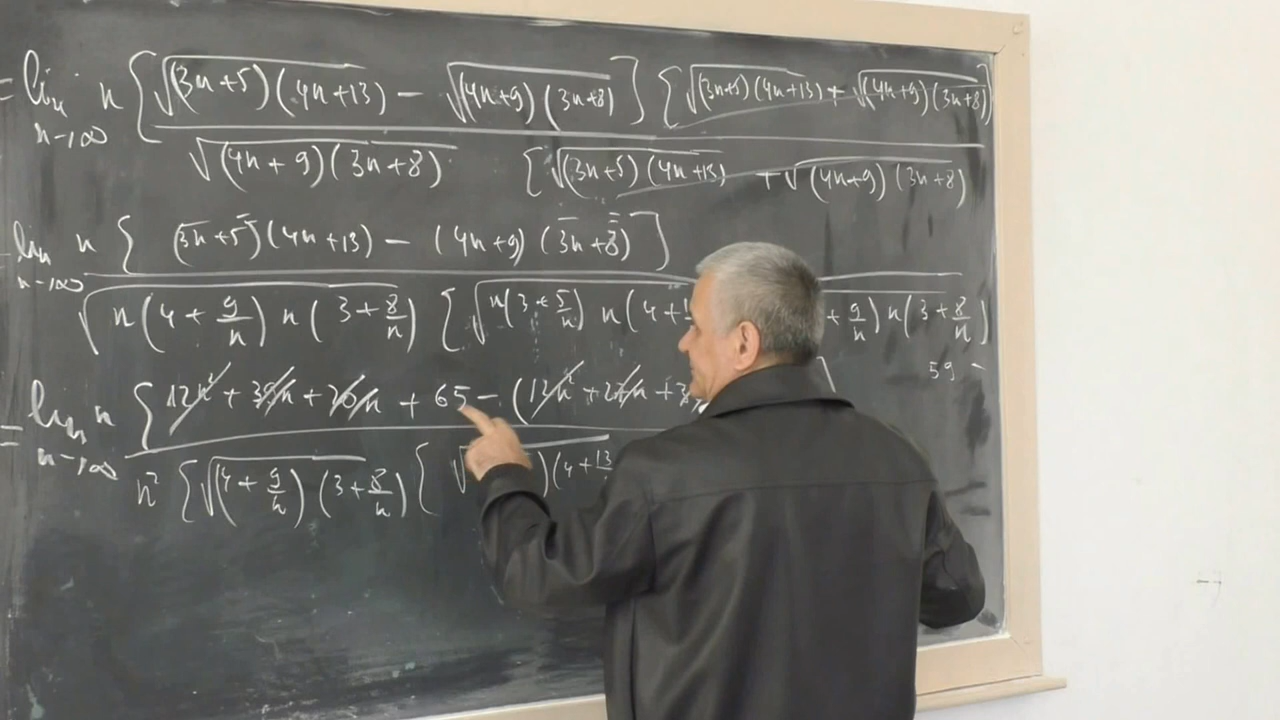 = lim n→∞ n [√(3n+5)(4n+13) − √(4n+9)(3n+8)] [√(3n+5)(4n+13) + √(4n+9)(3n+8)]
√(4n+9)(3n+8) [√(3n+5)(4n+13) + √(4n+9)(3n+8)]
= lim n→∞ n [(3n+5)(4n+13) − (4n+9)(3n+8)]
√n(4+9/n) n(3+8/n) [√n(3+5/n) n(4+ + 9/n) n(3+8/n)
59 −
= lim n→∞ n [12n² + 39n + 20n + 65 − (12n² + 27n + 3
n² [√(4+9/n)(3+8/n) [√ )(4+13